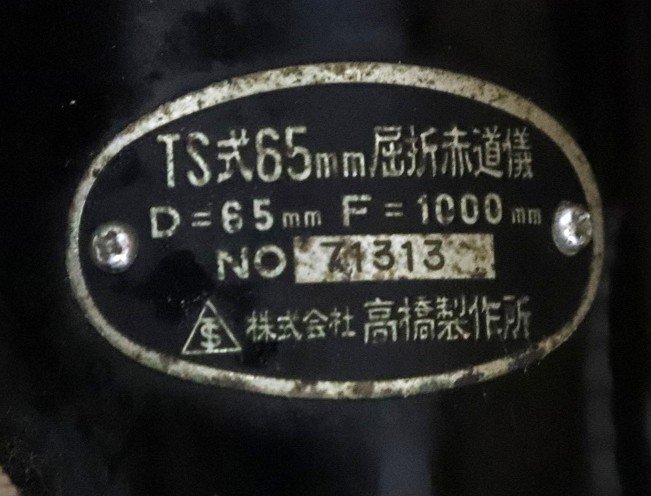 TS式65mm屈折赤道儀
D=65mm F=1000mm
NO 71313
TS 株式会社 高橋製作所